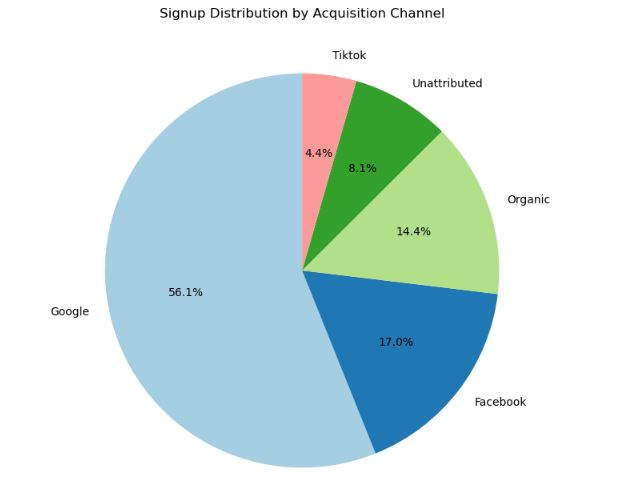 Signup Distribution by Acquisition Channel
Tiktok
Unattributed
4.4%
8.1%
Organic
14.4%
56.1%
Google
17.0%
Facebook